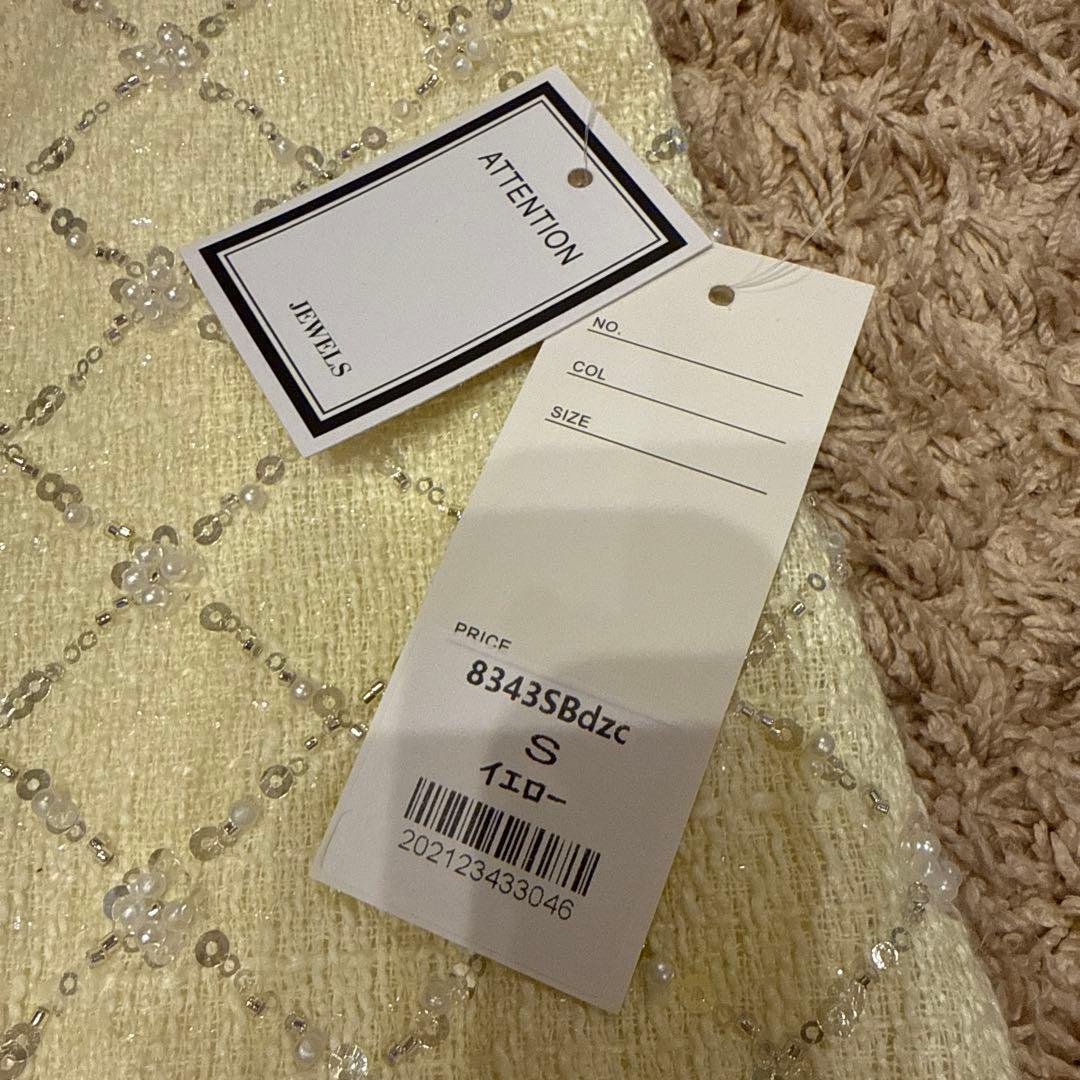 ATTENTION
JEWELS
NO.
COL
SIZE
PRICE
8343SBdzc
S
イエロー
202123433046